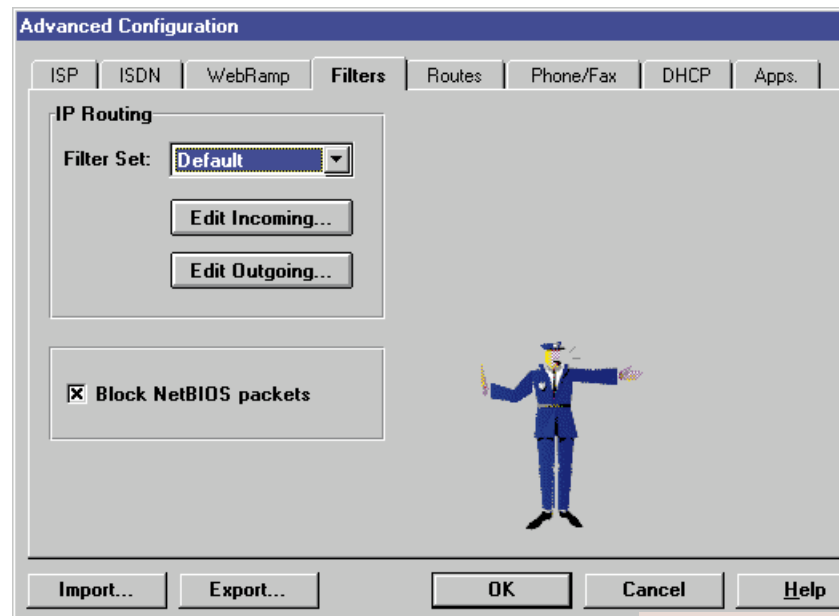 Advanced Configuration
ISP ISDN WebRamp Filters Routes Phone/Fax DHCP Apps.
IP Routing
Filter Set: Default
Edit Incoming...
Edit Outgoing...
Block NetBIOS packets
Import... Export... OK Cancel Help